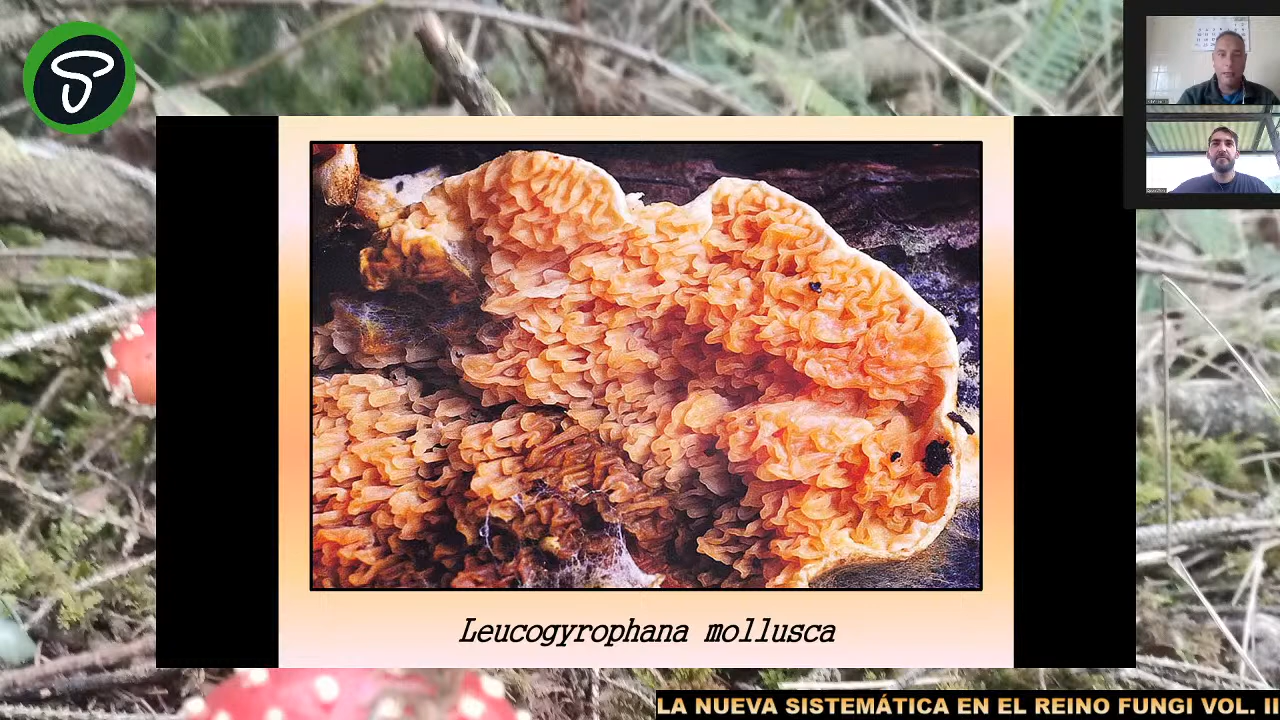 Leucogyrophana mollusca
LA NUEVA SISTEMÁTICA EN EL REINO FUNGI VOL. II